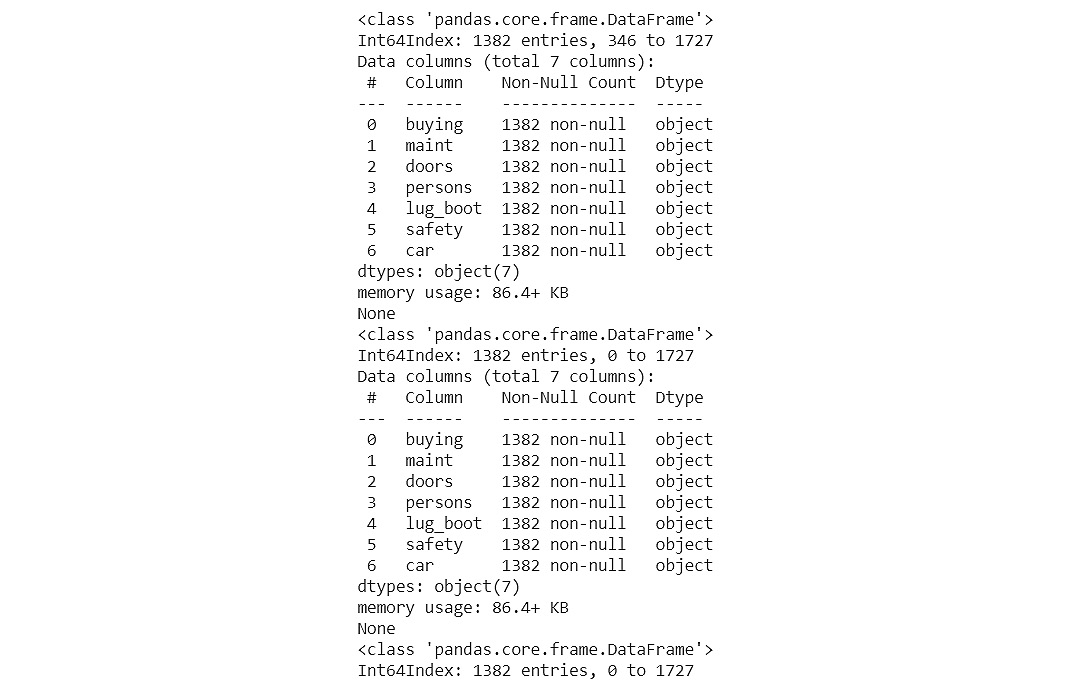 <class 'pandas.core.frame.DataFrame'>
Int64Index: 1382 entries, 346 to 1727
Data columns (total 7 columns):
 #   Column    Non-Null Count  Dtype
---  ------    --------------  -----
 0   buying    1382 non-null   object
 1   maint     1382 non-null   object
 2   doors     1382 non-null   object
 3   persons   1382 non-null   object
 4   lug_boot  1382 non-null   object
 5   safety    1382 non-null   object
 6   car       1382 non-null   object
dtypes: object(7)
memory usage: 86.4+ KB
None
<class 'pandas.core.frame.DataFrame'>
Int64Index: 1382 entries, 0 to 1727
Data columns (total 7 columns):
 #   Column    Non-Null Count  Dtype
---  ------    --------------  -----
 0   buying    1382 non-null   object
 1   maint     1382 non-null   object
 2   doors     1382 non-null   object
 3   persons   1382 non-null   object
 4   lug_boot  1382 non-null   object
 5   safety    1382 non-null   object
 6   car       1382 non-null   object
dtypes: object(7)
memory usage: 86.4+ KB
None
<class 'pandas.core.frame.DataFrame'>
Int64Index: 1382 entries, 0 to 1727